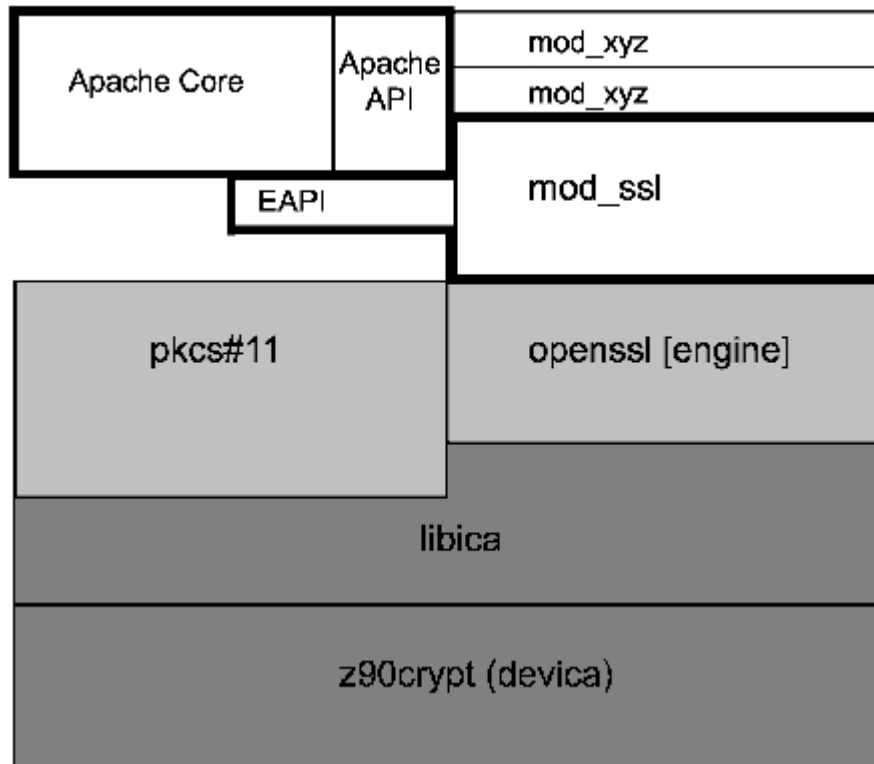 Apache Core
Apache
API
mod_xyz
mod_xyz
EAPI
mod_ssl
pkcs#11
openssl [engine]
libica
z90crypt (devica)